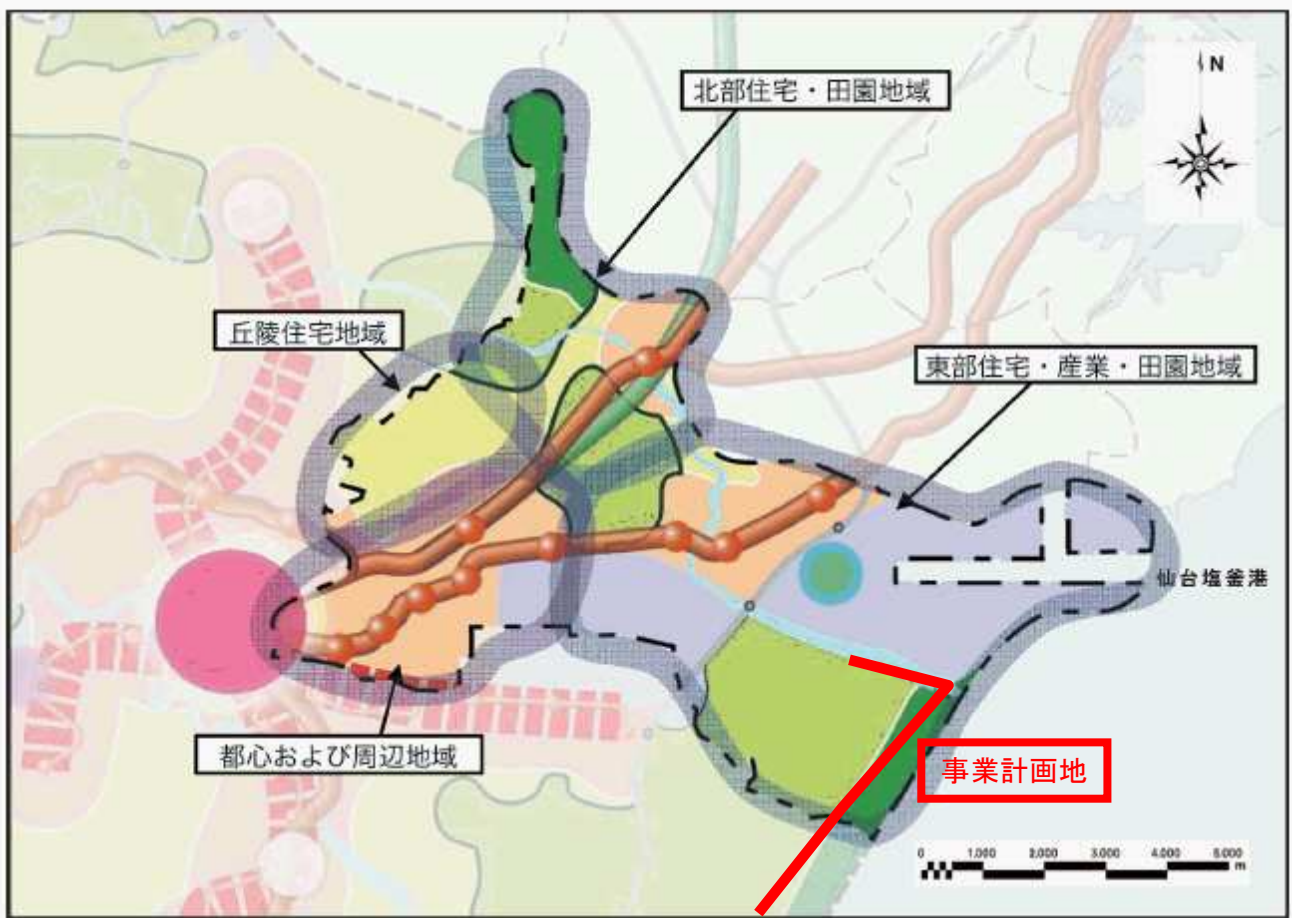 N
北部住宅・田園地域
丘陵住宅地域
東部住宅・産業・田園地域
仙台塩釜港
都心および周辺地域
事業計画地
0 1,000 2,000 3,000 4,000 5,000
m